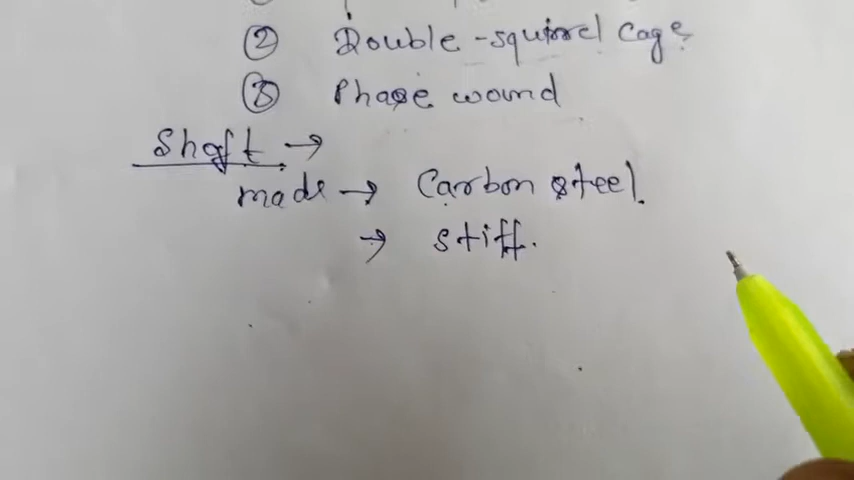 ② Double-squirrel cage
③ Phase wound
Shaft →
made → Carbon steel.
→ stiff.